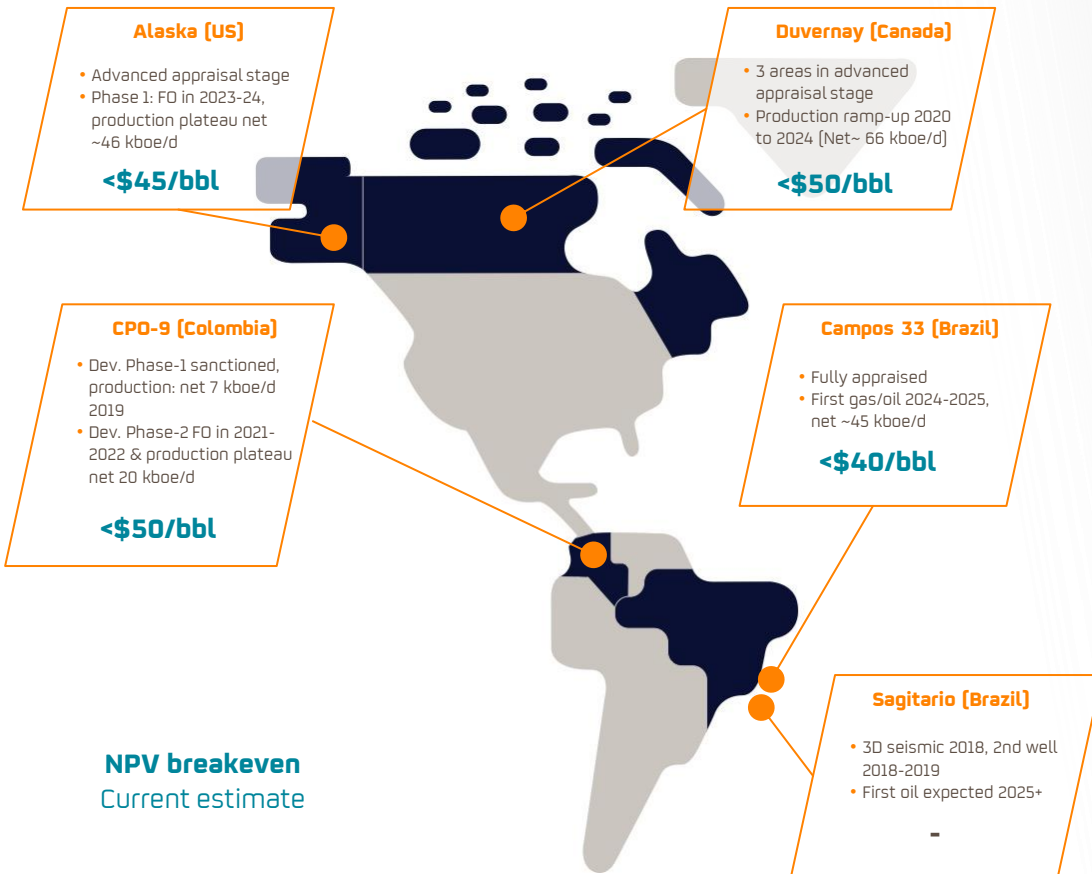 Alaska (US)
• Advanced appraisal stage
• Phase 1: FO in 2023-24,
production plateau net
~46 kboe/d
<$45/bbl
Duvernay (Canada)
• 3 areas in advanced
appraisal stage
• Production ramp-up 2020
to 2024 (Net~ 66 kboe/d)
<$50/bbl
CPO-9 (Colombia)
• Dev. Phase-1 sanctioned,
production: net 7 kboe/d
2019
• Dev. Phase-2 FO in 2021-
2022 & production plateau
net 20 kboe/d
<$50/bbl
Campos 33 (Brazil)
• Fully appraised
• First gas/oil 2024-2025,
net ~45 kboe/d
<$40/bbl
Sagitario (Brazil)
• 3D seismic 2018, 2nd well
2018-2019
• First oil expected 2025+
-
NPV breakeven
Current estimate